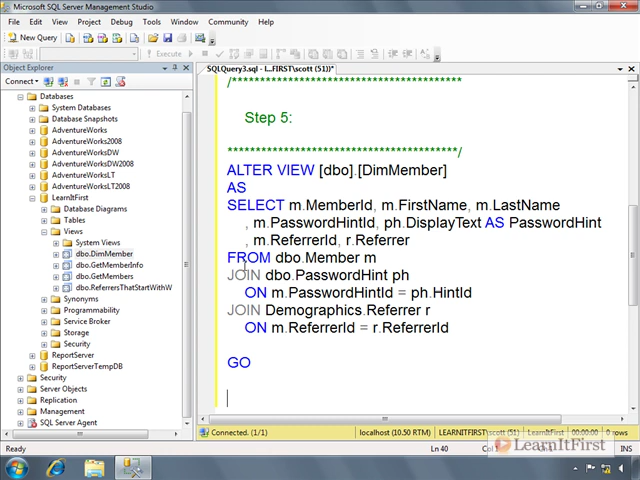 Microsoft SQL Server Management Studio
File Edit View Project Debug Tools Window Community Help
New Query
Execute
Object Explorer
SQLQuery3.sql - l...FIRST\scott (51))*
Connect
Databases
System Databases
Database Snapshots
AdventureWorks
AdventureWorks2008
AdventureWorksDW
AdventureWorksDW2008
AdventureWorksLT
AdventureWorksLT2008
LearnItFirst
Database Diagrams
Tables
Views
System Views
dbo.DimMember
dbo.GetMemberInfo
dbo.GetMembers
dbo.ReferrersThatStartWithW
Synonyms
Programmability
Service Broker
Storage
Security
ReportServer
ReportServerTempDB
Security
Server Objects
Replication
Management
SQL Server Agent
/****************************************
Step 5:
****************************************/
ALTER VIEW [dbo].[DimMember]
AS
SELECT m.MemberId, m.FirstName, m.LastName
, m.PasswordHintId, ph.DisplayText AS PasswordHint
, m.ReferrerId, r.Referrer
FROM dbo.Member m
JOIN dbo.PasswordHint ph
ON m.PasswordHintId = ph.HintId
JOIN Demographics.Referrer r
ON m.ReferrerId = r.ReferrerId
GO
Connected. (1/1) localhost (10.50 RTM) LEARNITFIRST\scott (51) LearnItFirst 00:00:00 0 rows
Ready Ln 40 INS
LearnItFirst